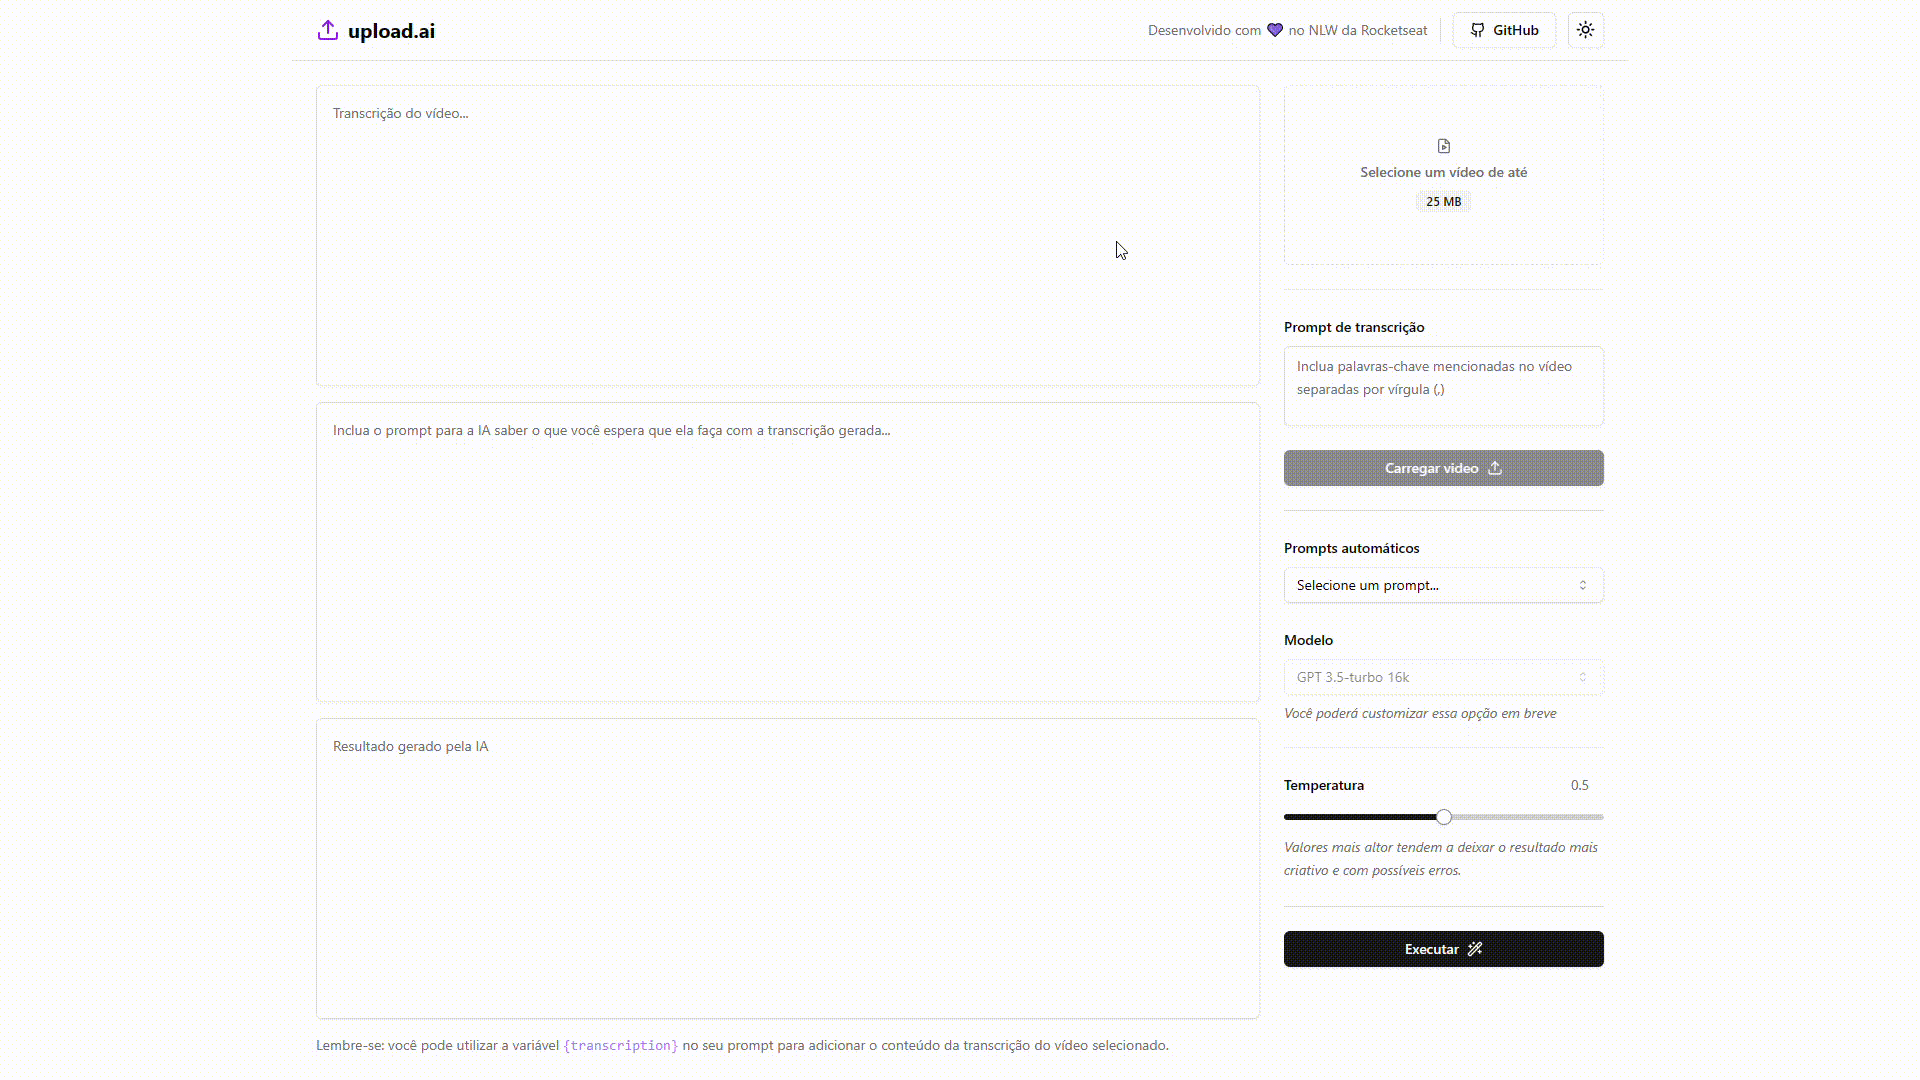 upload.ai
Desenvolvido com 💜 no NLW da Rocketseat
GitHub
Transcrição do vídeo...
Inclua o prompt para a IA saber o que você espera que ela faça com a transcrição gerada...
Resultado gerado pela IA
Lembre-se: você pode utilizar a variável {transcription} no seu prompt para adicionar o conteúdo da transcrição do vídeo selecionado.
Selecione um vídeo de até
25 MB
Prompt de transcrição
Inclua palavras-chave mencionadas no vídeo
separadas por vírgula (,)
Carregar video
Prompts automáticos
Selecione um prompt...
Modelo
GPT 3.5-turbo 16k
Você poderá customizar essa opção em breve
Temperatura
0.5
Valores mais altor tendem a deixar o resultado mais
criativo e com possíveis erros.
Executar